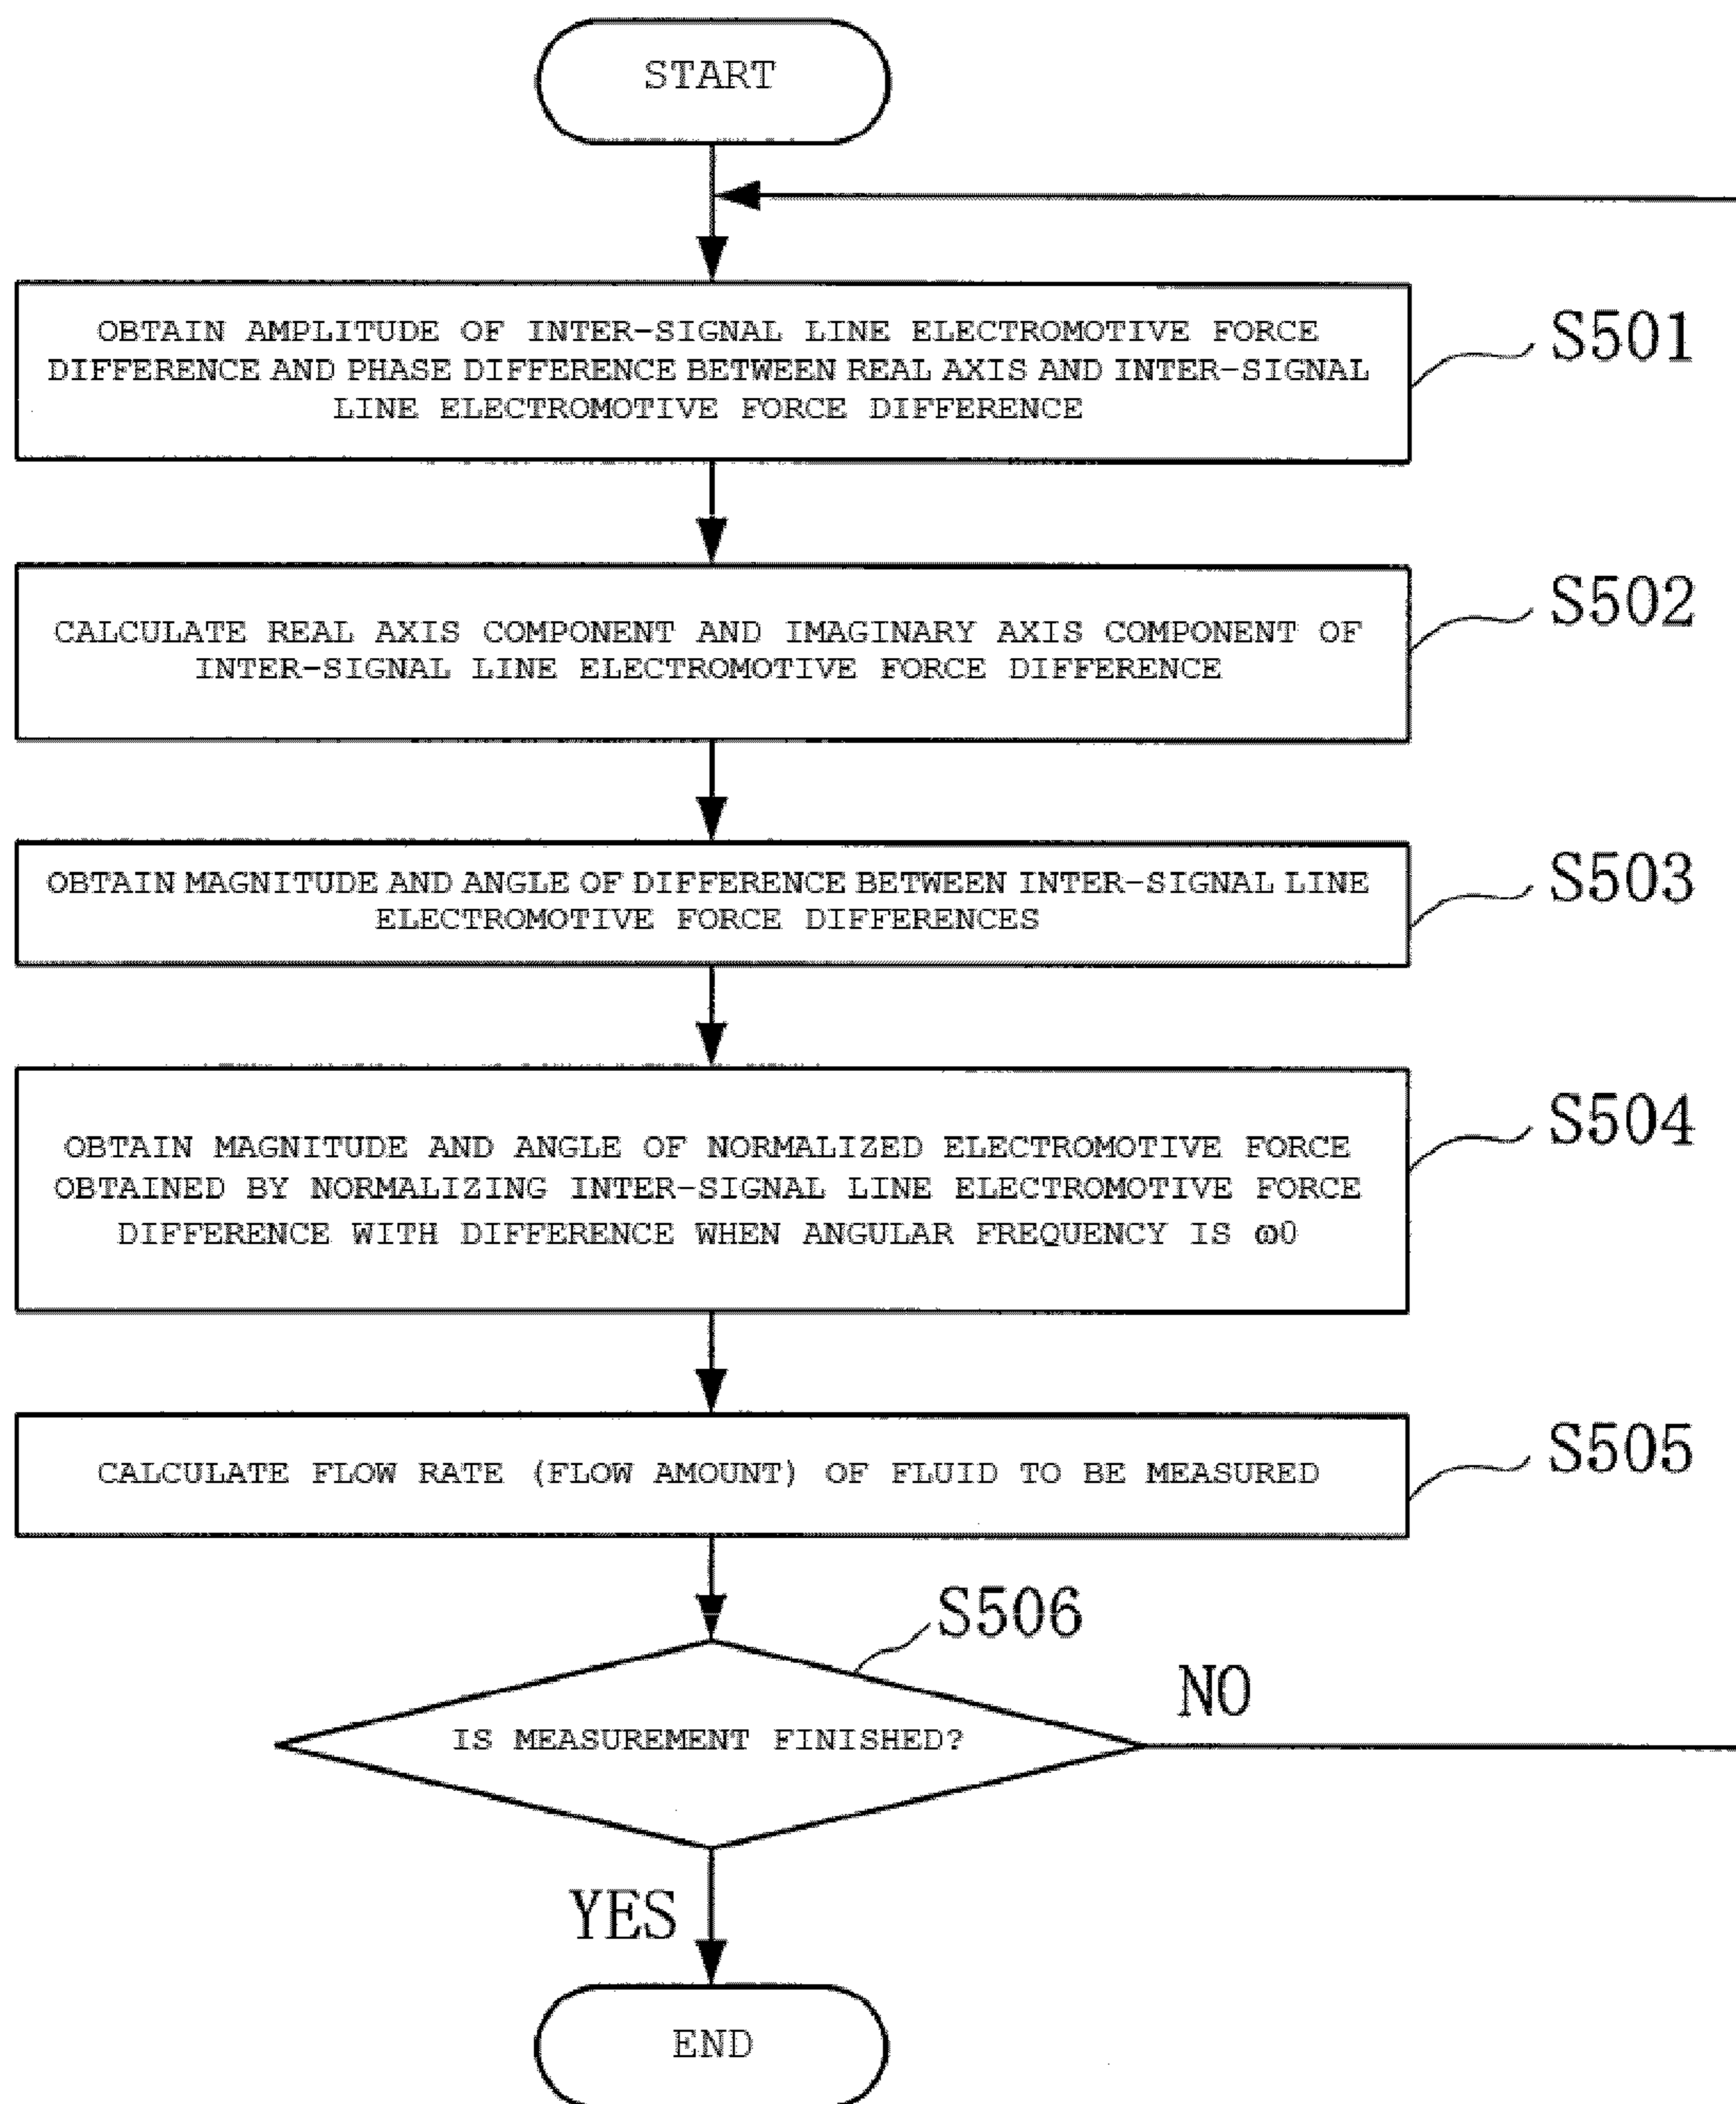 START
OBTAIN AMPLITUDE OF INTER-SIGNAL LINE ELECTROMOTIVE FORCE
DIFFERENCE AND PHASE DIFFERENCE BETWEEN REAL AXIS AND INTER-SIGNAL
LINE ELECTROMOTIVE FORCE DIFFERENCE
S501
CALCULATE REAL AXIS COMPONENT AND IMAGINARY AXIS COMPONENT OF
INTER-SIGNAL LINE ELECTROMOTIVE FORCE DIFFERENCE
S502
OBTAIN MAGNITUDE AND ANGLE OF DIFFERENCE BETWEEN INTER-SIGNAL LINE
ELECTROMOTIVE FORCE DIFFERENCES
S503
OBTAIN MAGNITUDE AND ANGLE OF NORMALIZED ELECTROMOTIVE FORCE
OBTAINED BY NORMALIZING INTER-SIGNAL LINE ELECTROMOTIVE FORCE
DIFFERENCE WITH DIFFERENCE WHEN ANGULAR FREQUENCY IS ω0
S504
CALCULATE FLOW RATE (FLOW AMOUNT) OF FLUID TO BE MEASURED
S505
S506
IS MEASUREMENT FINISHED?
NO
YES
END